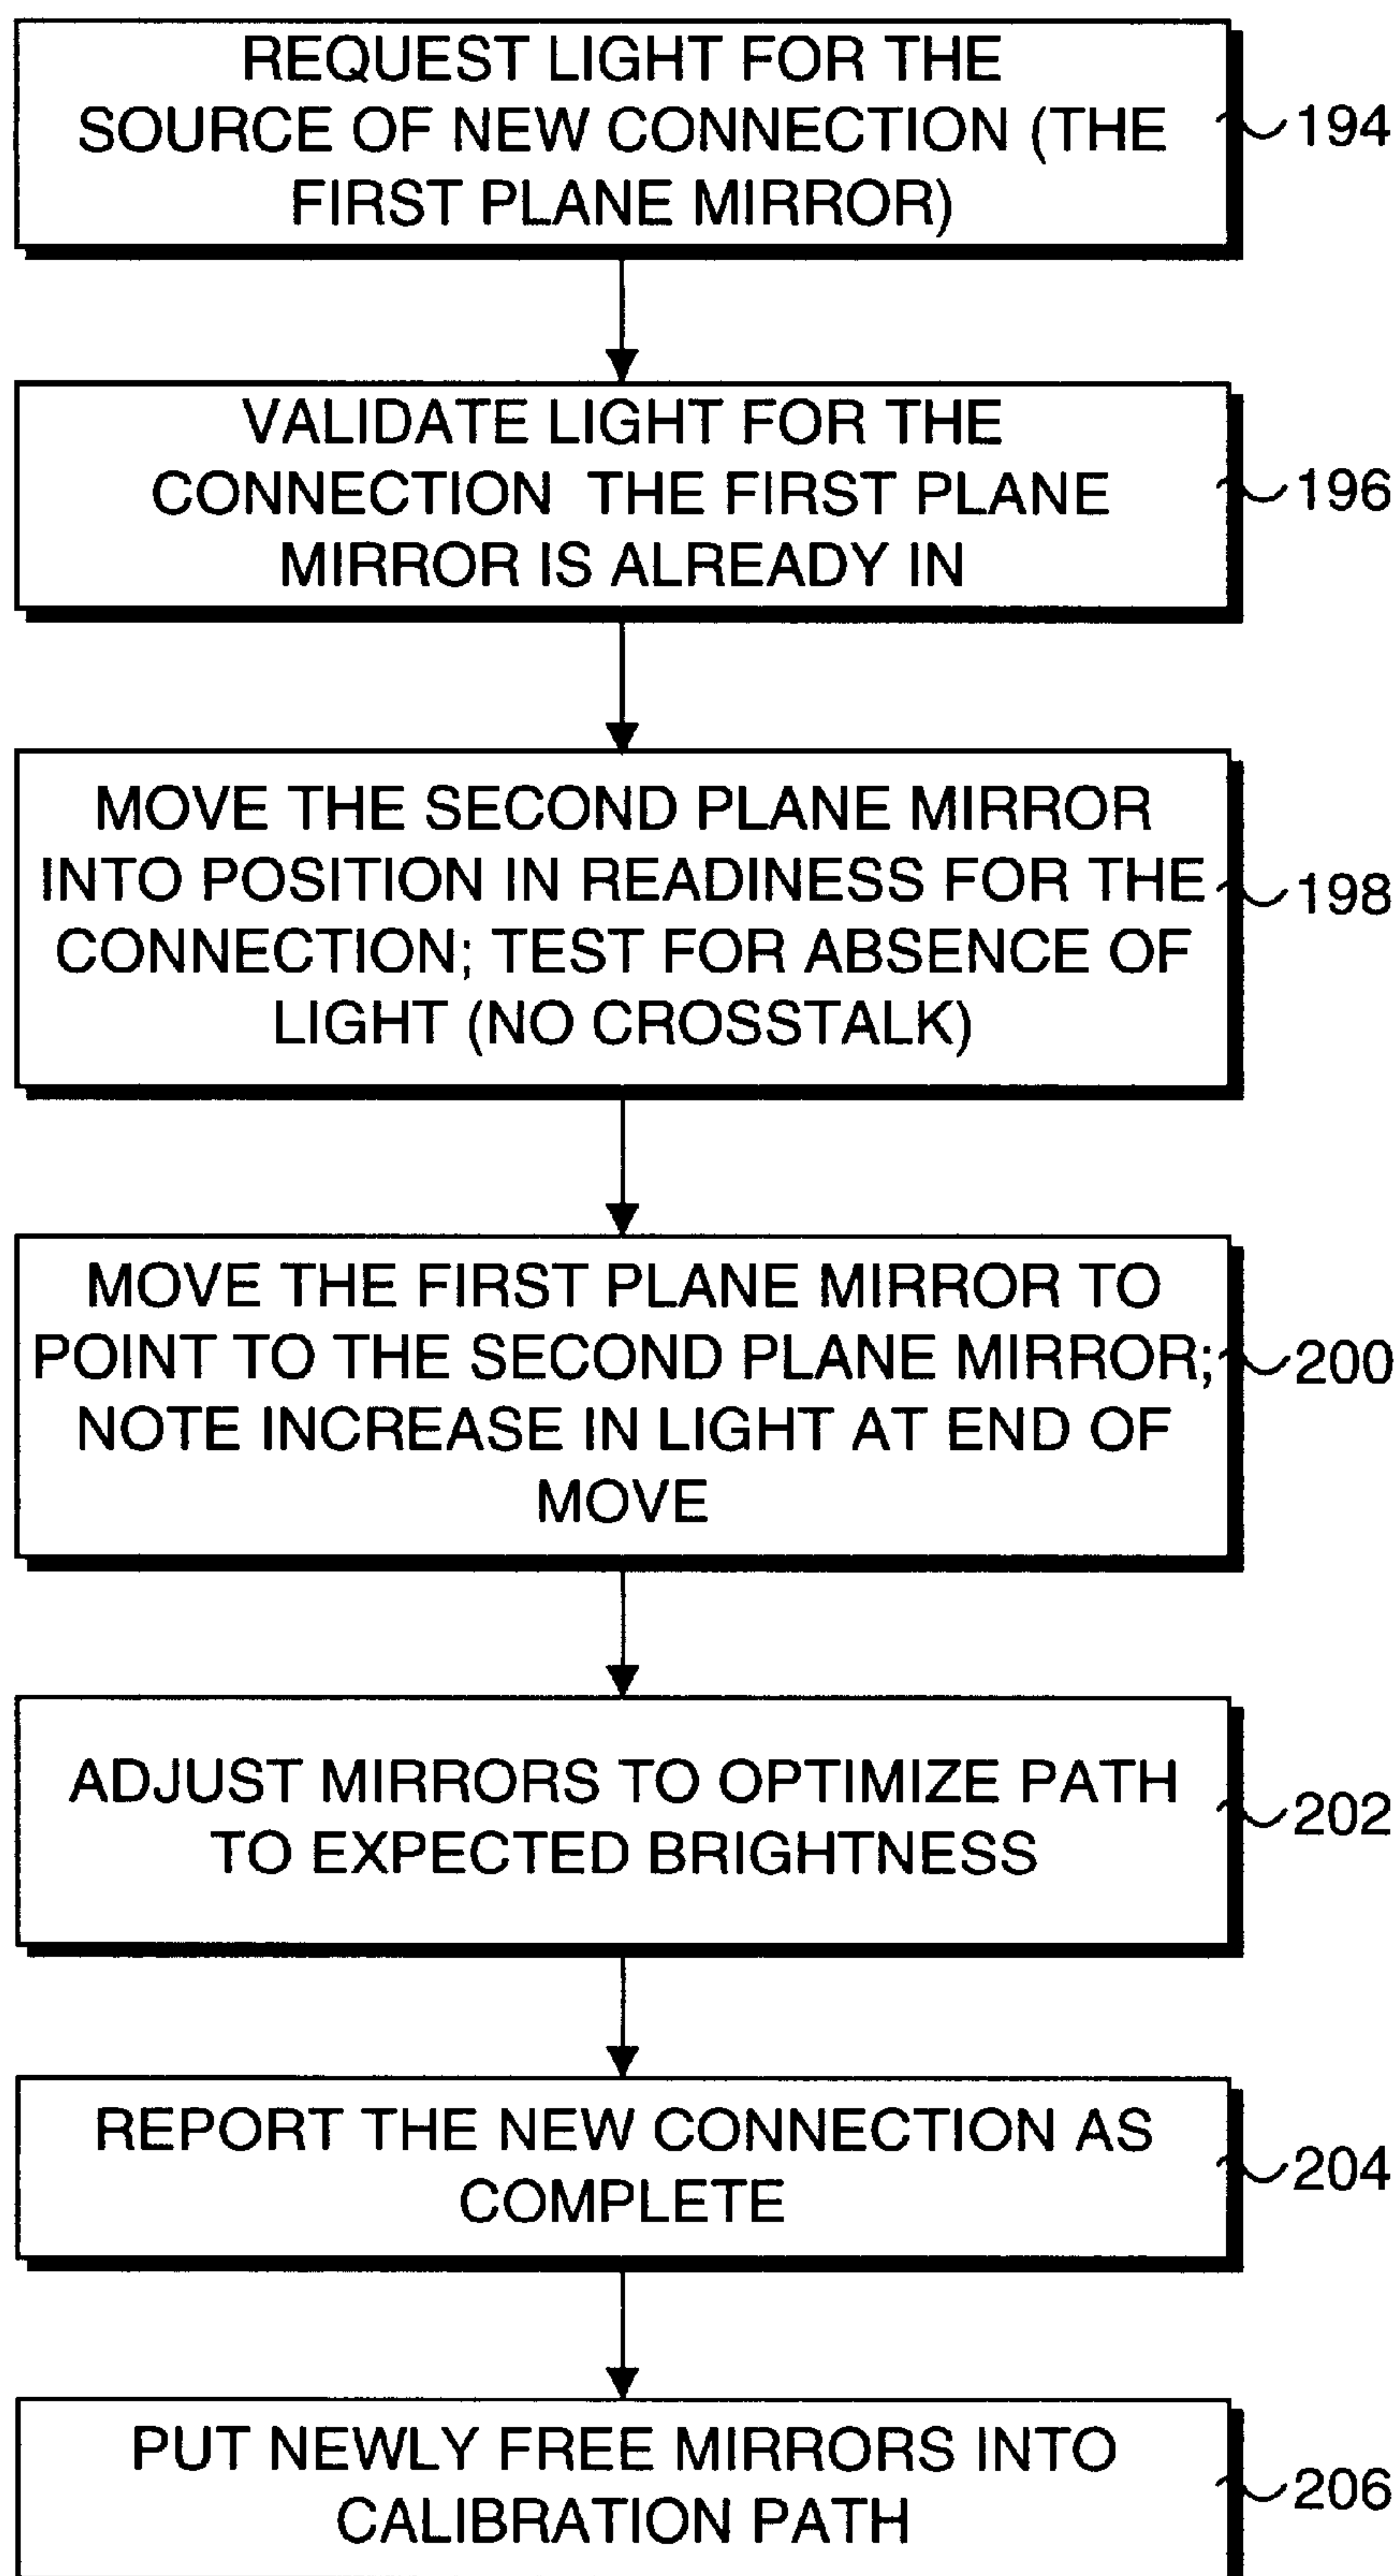 REQUEST LIGHT FOR THE
SOURCE OF NEW CONNECTION (THE
FIRST PLANE MIRROR)
194
VALIDATE LIGHT FOR THE
CONNECTION THE FIRST PLANE
MIRROR IS ALREADY IN
196
MOVE THE SECOND PLANE MIRROR
INTO POSITION IN READINESS FOR THE
CONNECTION; TEST FOR ABSENCE OF
LIGHT (NO CROSSTALK)
198
MOVE THE FIRST PLANE MIRROR TO
POINT TO THE SECOND PLANE MIRROR;
NOTE INCREASE IN LIGHT AT END OF
MOVE
200
ADJUST MIRRORS TO OPTIMIZE PATH
TO EXPECTED BRIGHTNESS
202
REPORT THE NEW CONNECTION AS
COMPLETE
204
PUT NEWLY FREE MIRRORS INTO
CALIBRATION PATH
206